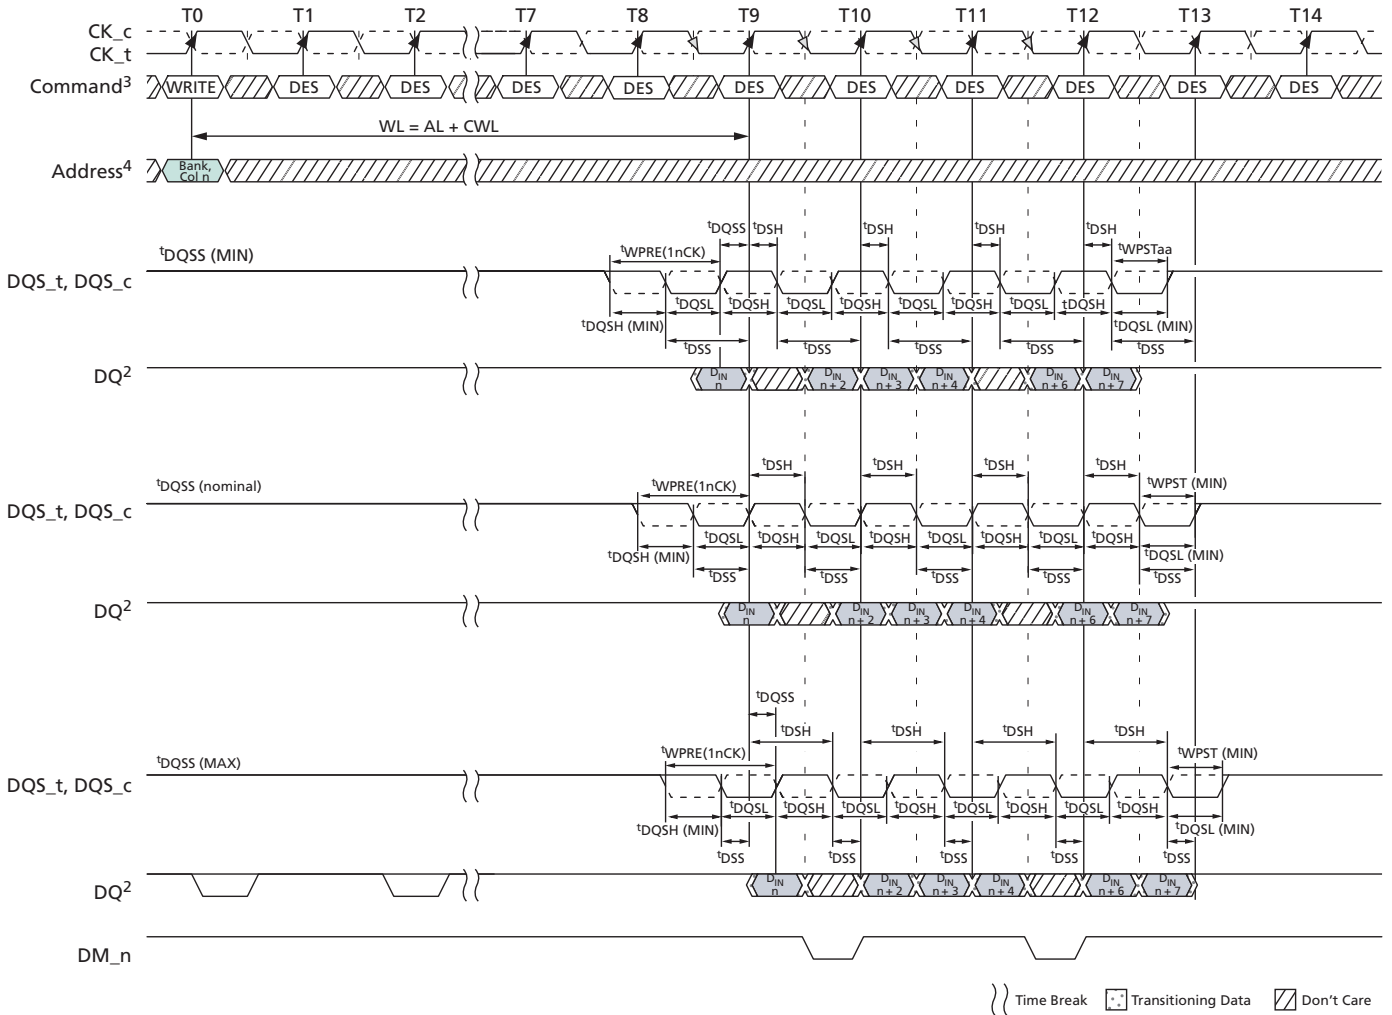 T0 T1 T2 T7 T8 T9 T10 T11 T12 T13 T14
CK_c
CK_t
Command3 WRITE DES DES DES DES DES DES DES DES DES DES
WL = AL + CWL
Address4 Bank,
Col n
tDQSS tDSH tDSH tDSH tDSH
tDQSS (MIN) tWPRE(1nCK) tWPSTaa
DQS_t, DQS_c
tDQSL tDQSH tDQSL tDQSH tDQSL tDQSH tDQSL tDQSH
tDQSH (MIN) tDQSL (MIN)
tDSS tDSS tDSS tDSS tDSS
DQ2 DIN DIN DIN DIN DIN DIN
n n + 2 n + 3 n + 4 n + 6 n + 7
tDSH tDSH tDSH tDSH
tDQSS (nominal) tWPRE(1nCK) tWPST (MIN)
DQS_t, DQS_c
tDQSL tDQSH tDQSL tDQSH tDQSL tDQSH tDQSL tDQSH
tDQSH (MIN) tDQSL (MIN)
tDSS tDSS tDSS tDSS tDSS
DQ2 DIN DIN DIN DIN DIN DIN
n n + 2 n + 3 n + 4 n + 6 n + 7
tDQSS
tDSH tDSH tDSH tDSH
tDQSS (MAX) tWPRE(1nCK) tWPST (MIN)
DQS_t, DQS_c
tDQSL tDQSH tDQSL tDQSH tDQSL tDQSH tDQSL tDQSH
tDQSH (MIN) tDQSL (MIN)
tDSS tDSS tDSS tDSS tDSS
DQ2 DIN DIN DIN DIN DIN DIN
n n + 2 n + 3 n + 4 n + 6 n + 7
DM_n
Time Break Transitioning Data Don't Care